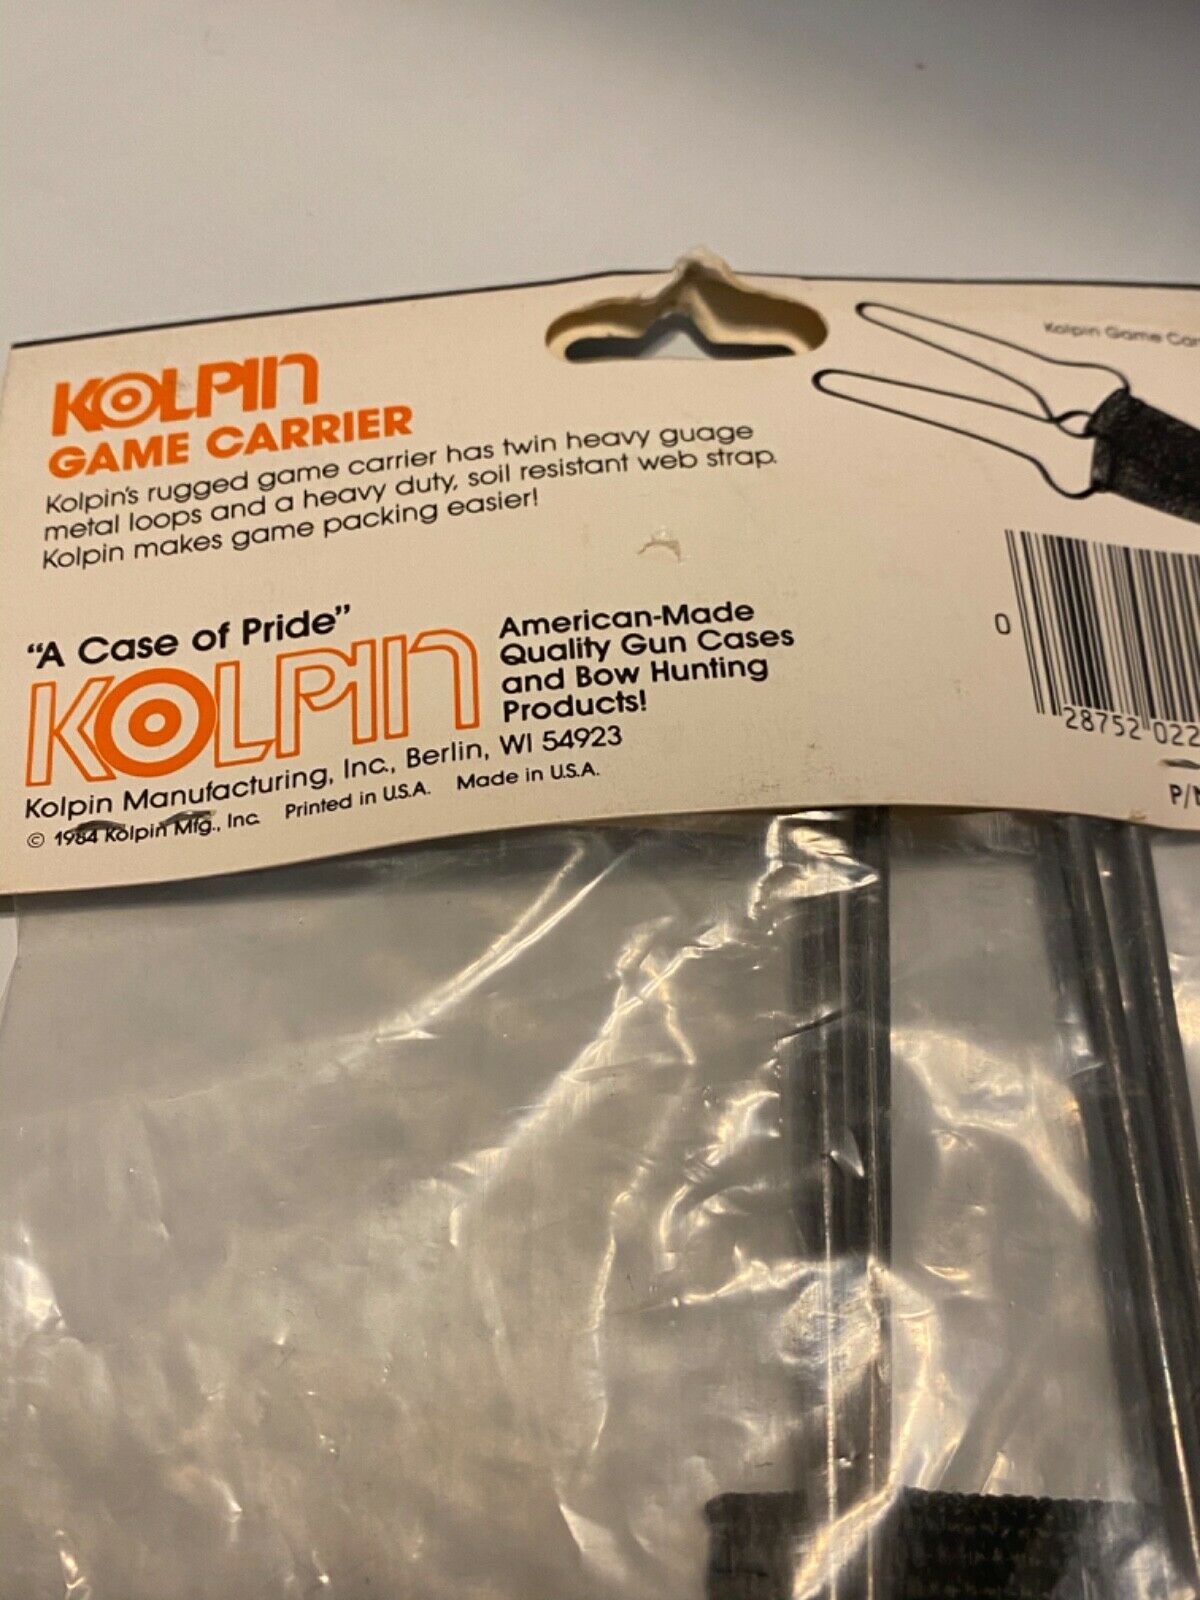 KOLPIN
GAME CARRIER
Kolpin's rugged game carrier has twin heavy guage
metal loops and a heavy duty, soil resistant web strap.
Kolpin makes game packing easier!
"A Case of Pride"
KOLPIN
American-Made
Quality Gun Cases
and Bow Hunting
Products!
Kolpin Manufacturing, Inc., Berlin, WI 54923
© 1984 Kolpin Mfg., Inc. Printed in U.S.A. Made in U.S.A.
Kolpin Game Car
0 28752 022
P/N